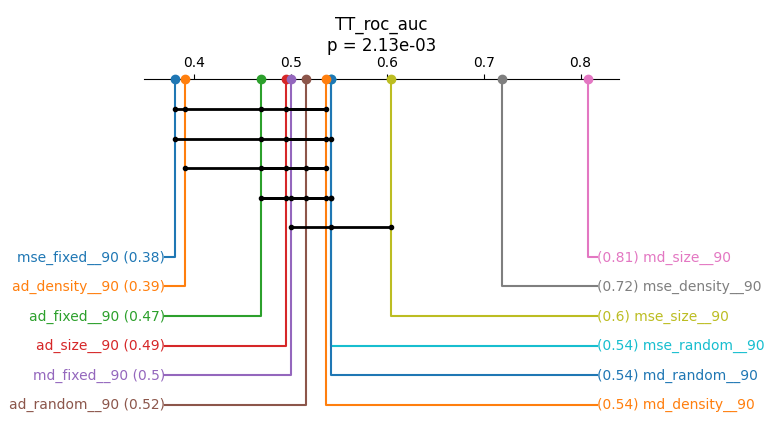 TT_roc_auc
p = 2.13e-03
0.4 0.5 0.6 0.7 0.8
mse_fixed__90 (0.38) (0.81) md_size__90
ad_density__90 (0.39) (0.72) mse_density__90
ad_fixed__90 (0.47) (0.6) mse_size__90
ad_size__90 (0.49) (0.54) mse_random__90
md_fixed__90 (0.5) (0.54) md_random__90
ad_random__90 (0.52) (0.54) md_density__90